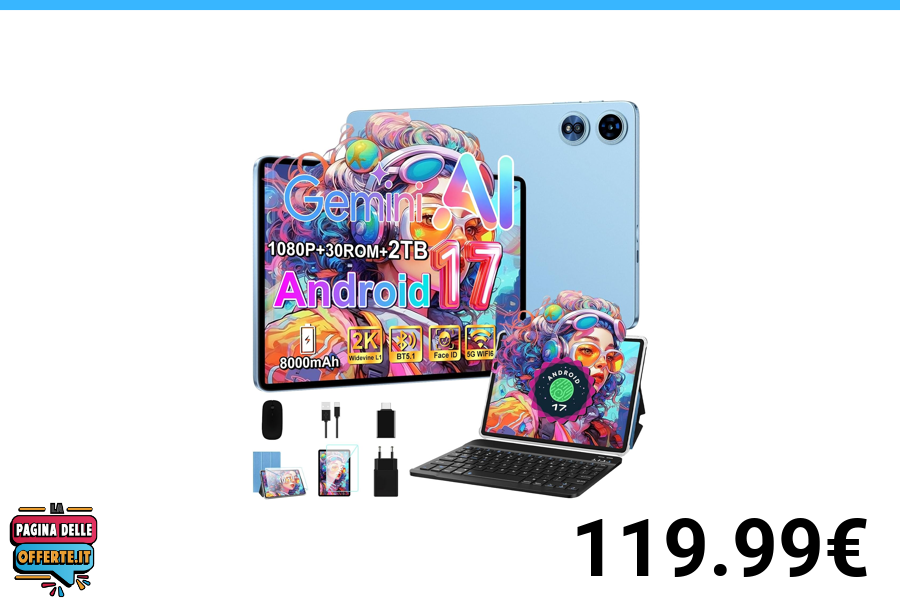 Gemini .AI
1080P+30ROM+2TB
Android 17
8000mAh
2K
Widevine L1
BT5.1
Face ID
5G WIFI6
ANDROID
17
LA
PAGINA DELLE
OFFERTE.IT
119.99€